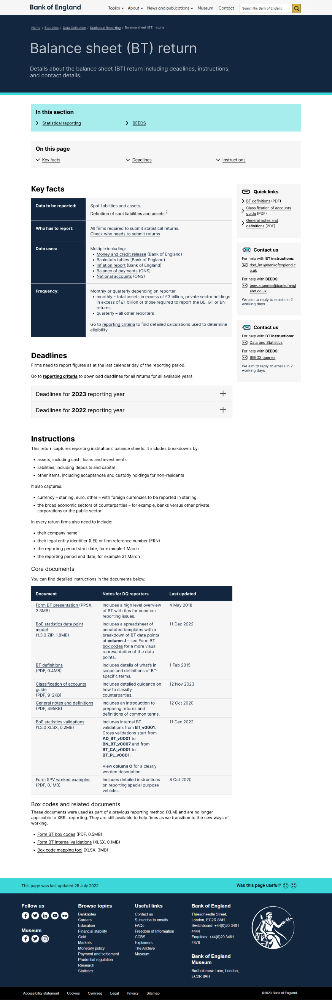 Bank of England
Topics
About
News and publications
Museum
Contact
Search the Bank of England
Home / Statistics / Data Collection / Statistical Reporting / Balance sheet (BT) return
Balance sheet (BT) return
Details about the balance sheet (BT) return including deadlines, instructions,
and contact details.
In this section
Statistical reporting
BEEDS
On this page
Key facts
Deadlines
Instructions
Key facts
Data to be reported:
Spot liabilities and assets.
Definition of spot liabilities and assets ?
Who has to report:
All firms required to submit statistical returns.
Check who needs to submit returns
Data uses:
Multiple including:
• Money and credit release (Bank of England)
• Bankstats tables (Bank of England)
• Inflation report (Bank of England)
• Balance of payments (ONS)
• National accounts (ONS)
Frequency:
Monthly or quarterly depending on reporter.
• monthly – total assets in excess of £3 billion, private sector holdings
in excess of £1 billion or those required to report the BE, GT or BN
returns
• quarterly – all other reporters
Go to reporting criteria to find detailed calculations used to determine
eligibility.
Quick links
BT definitions (PDF)
Classification of accounts
guide (PDF)
General notes and
definitions (PDF)
Contact us
For help with BT instructions:
dsd_intl@bankofengland.c
o.uk
For help with BEEDS:
beedsqueries@bankofengl
and.co.uk
We aim to reply to emails in 2
working days
Contact us
For help with BT instructions:
Data and Statistics
For help with BEEDS:
BEEDS queries
We aim to reply to emails in 2
working days
Deadlines
Firms need to report figures as at the last calendar day of the reporting period.
Go to reporting criteria to download deadlines for all returns for all available years.
Deadlines for 2023 reporting year
Deadlines for 2022 reporting year
Instructions
This return captures reporting institutions’ balance sheets. It includes breakdowns by:
• assets, including cash, loans and investments
• liabilities, including deposits and capital
• other items, including acceptances and custody holdings for non-residents
It also captures:
• currency – sterling, euro, other – with foreign currencies to be reported in sterling
• the broad economic sectors of counterparties – for example, banks versus other private
corporations or the public sector
In every return firms also need to include:
• their company name
• their legal entity identifier (LEI) or firm reference number (FRN)
• the reporting period start date, for example 1 March
• the reporting period end date, for example 31 March
Core documents
You can find detailed instructions in the documents below.
Document
Notes for DQ reporters
Last updated
Form BT presentation (PPSX,
3.3MB)
Includes a high level overview
of BT with tips for common
reporting issues.
4 May 2018
BoE statistics data point
model
(1.3.0 ZIP, 1.8MB)
Includes a spreadsheet of
annotated templates with a
breakdown of BT data points
at column J – see Form BT
box codes for a more visual
representation of the data
points.
11 Dec 2022
BT definitions
(PDF, 0.4MB)
Includes details of what’s in
scope and definitions of BT-
specific terms.
1 Feb 2015
Classification of accounts
guide
(PDF, 912KB)
Includes detailed guidance on
how to classify
counterparties.
12 Nov 2023
General notes and definitions
(PDF, 495KB)
Includes an introduction to
preparing returns and
definitions of common terms.
12 Oct 2020
BoE statistics validations
(1.3.0 XLSX, 0.2MB)
Includes internal BT
validations from BT_v0001.
Cross validations start from
AD_BT_v0001 to
BN_BT_v0007 and from
BT_CA_v0001 to
BT_PL_v0001.
View column O for a clearly
worded description
11 Dec 2022
Form SPV worked examples
(PDF, 0.1MB)
Includes detailed instructions
on reporting special purpose
vehicles.
8 Oct 2020
Box codes and related documents
These documents were used as part of a previous reporting method (XLM) and are no longer
applicable to XBRL reporting. They are still available to help firms as we transition to the new ways of
working.
• Form BT box codes (PDF, 0.5MB)
• Form BT internal validations (XLSX, 0.1MB)
• Box code mapping tool (XLSX, 3MB)
This page was last updated 25 July 2022
Was this page useful?
Follow us
Museum
Browse topics
Banknotes
Careers
Education
Financial stability
Gold
Markets
Monetary policy
Payment and settlement
Prudential regulation
Research
Statistics
Useful links
Contact us
Subscribe to emails
FAQs
Freedom of Information
CCBS
Explainers
The Archive
Museum
Bank of England
Threadneedle Street,
London, EC2R 8AH
Switchboard: +44(0)20 3461
4444
Enquiries: +44(0)20 3461
4878
Bank of England
Museum
Bartholomew Lane, London,
EC2R 8AH
Accessibility statement
Cookies
Cymraeg
Legal
Privacy
Sitemap
©2023 Bank of England